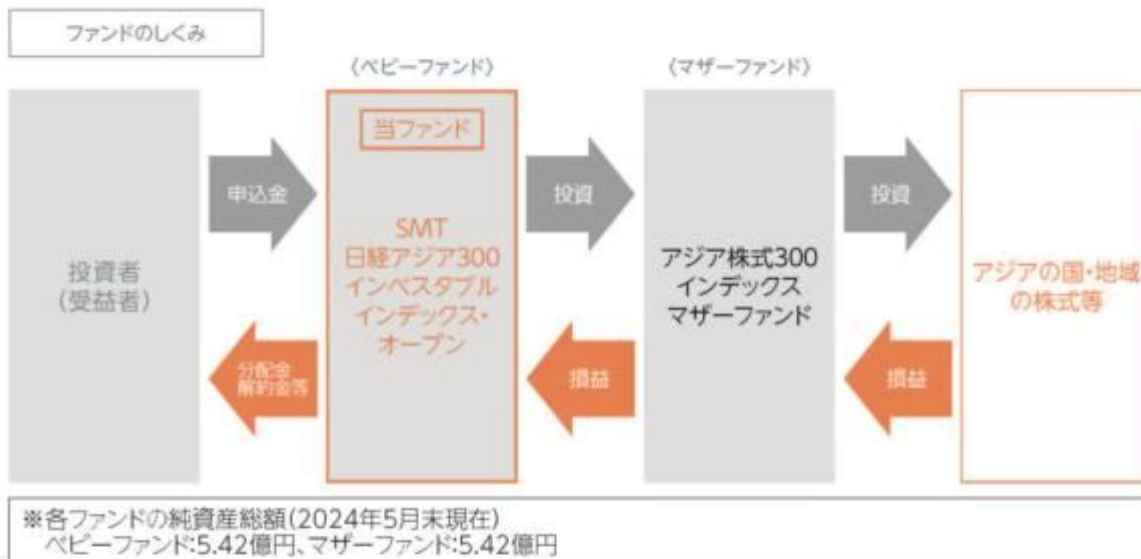 ファンドのしくみ
〈ベビーファンド〉
〈マザーファンド〉
投資者
(受益者)
申込金
分配金
解約金等
当ファンド
SMT
日経アジア300
インベスタブル
インデックス・
オープン
投資
損益
アジア株式300
インデックス
マザーファンド
投資
損益
アジアの国・地域
の株式等
※各ファンドの純資産総額(2024年5月末現在)
ベビーファンド:5.42億円、マザーファンド:5.42億円